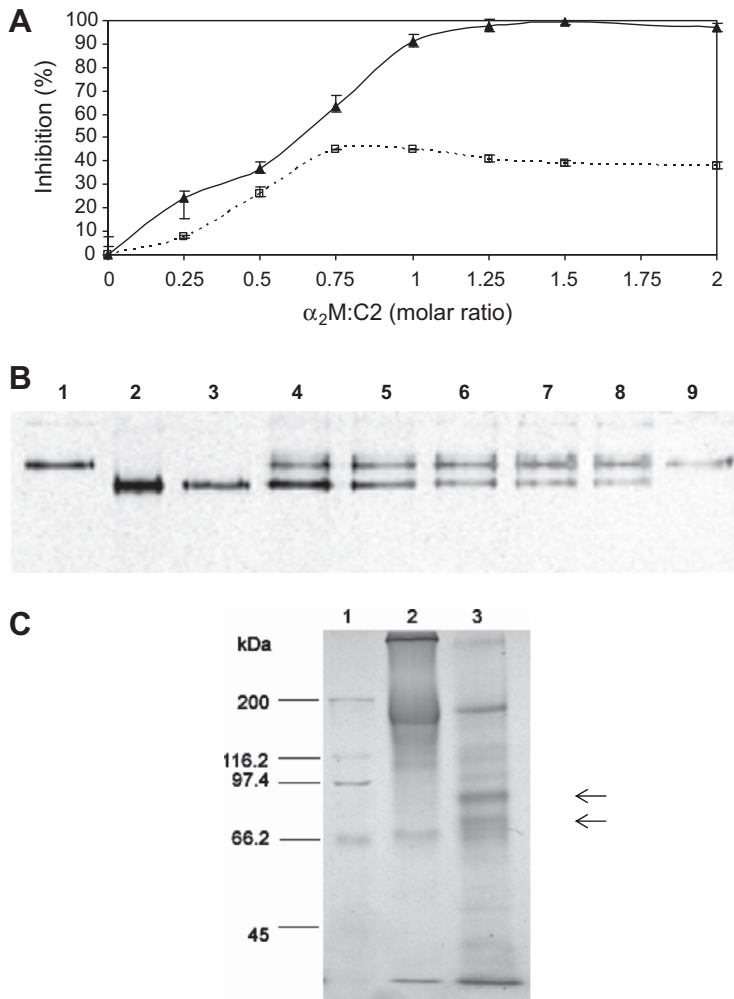 A
Inhibition (%)
100
90
80
70
60
50
40
30
20
10
0
0 0.25 0.5 0.75 1 1.25 1.5 1.75 2
α₂M:C2 (molar ratio)
B
1 2 3 4 5 6 7 8 9
C
1 2 3
kDa
200
116.2
97.4
66.2
45